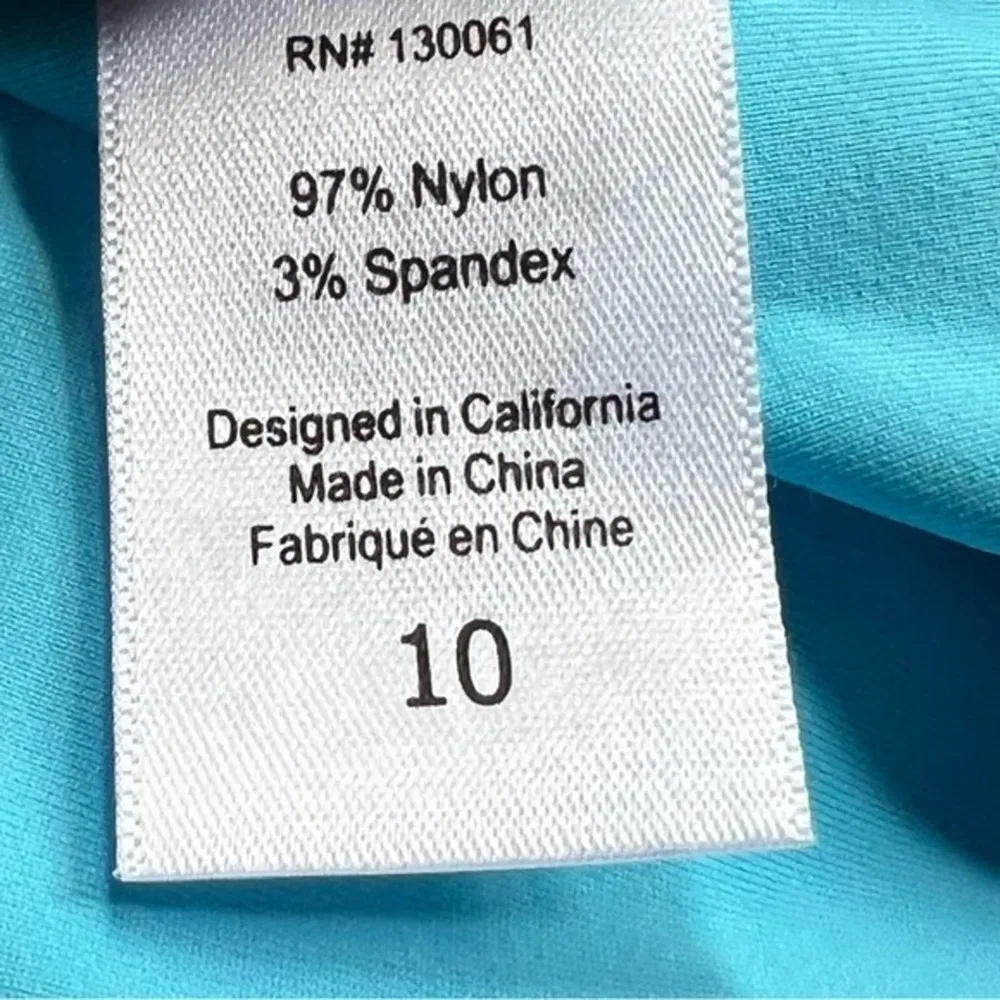 RN# 130061
97% Nylon
3% Spandex
Designed in California
Made in China
Fabriqué en Chine
10